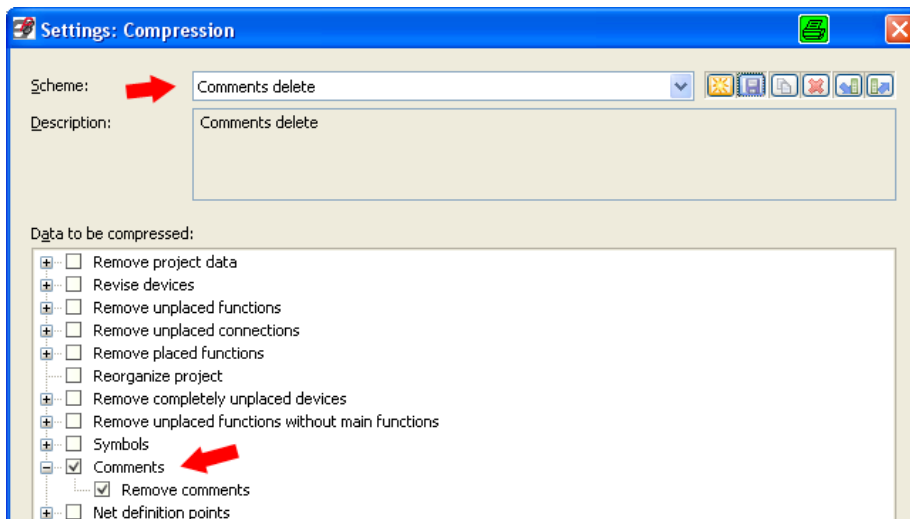 Settings: Compression
Scheme:
Comments delete
Description:
Comments delete
Data to be compressed:
Remove project data
Revise devices
Remove unplaced functions
Remove unplaced connections
Remove placed functions
Reorganize project
Remove completely unplaced devices
Remove unplaced functions without main functions
Symbols
Comments
Remove comments
Net definition points